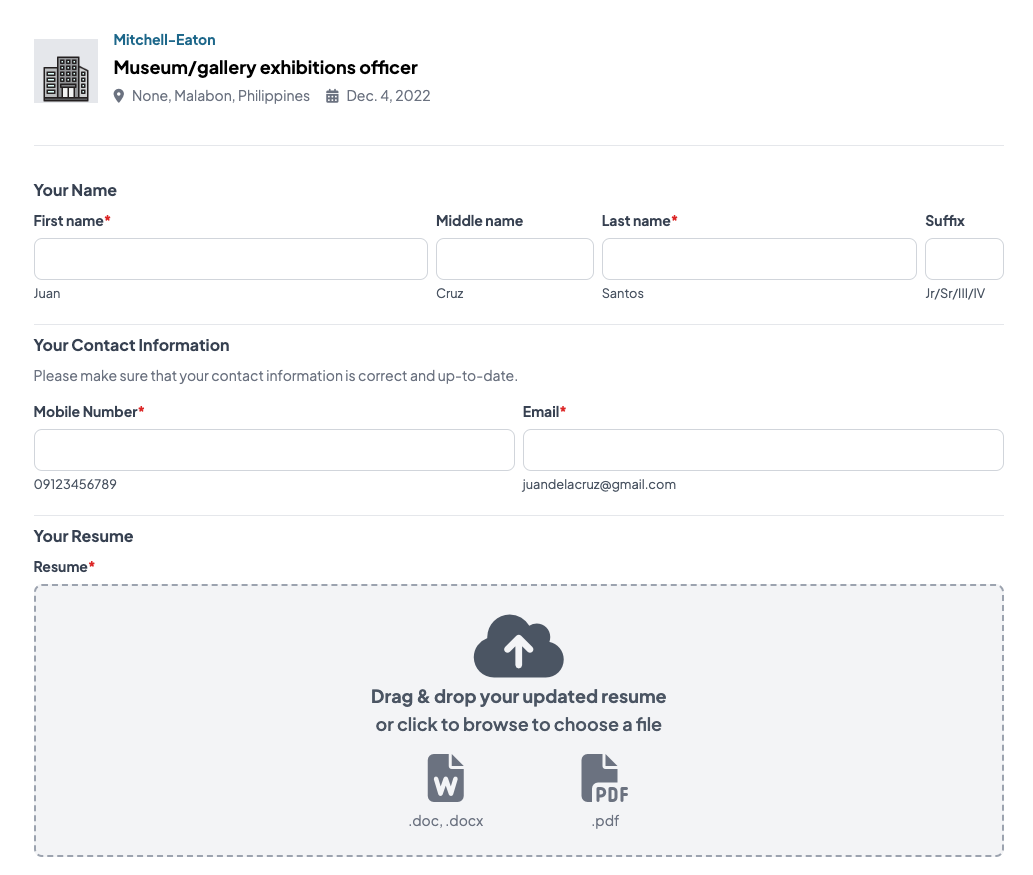 Mitchell-Eaton
Museum/gallery exhibitions officer
None, Malabon, Philippines Dec. 4, 2022
Your Name
First name* Middle name Last name* Suffix
Juan Cruz Santos Jr/Sr/III/IV
Your Contact Information
Please make sure that your contact information is correct and up-to-date.
Mobile Number* Email*
09123456789 juandelacruz@gmail.com
Your Resume
Resume*
Drag & drop your updated resume
or click to browse to choose a file
W PDF
.doc, .docx .pdf